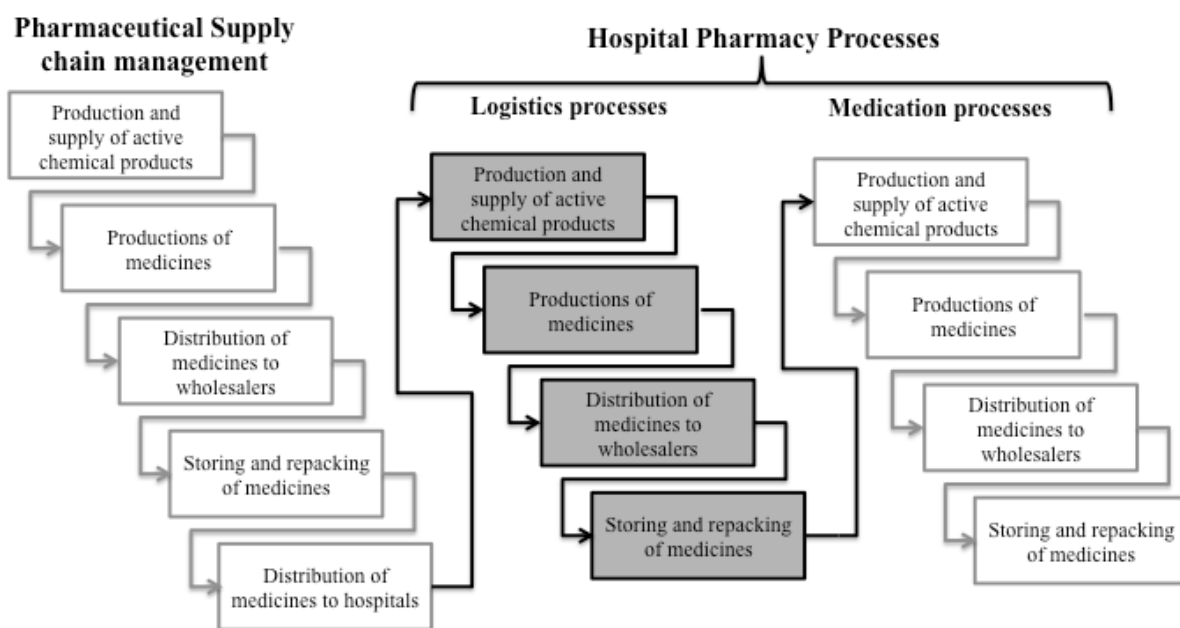 Pharmaceutical Supply
chain management
Production and
supply of active
chemical products
Productions of
medicines
Distribution of
medicines to
wholesalers
Storing and repacking
of medicines
Distribution of
medicines to hospitals
Hospital Pharmacy Processes
Logistics processes
Production and
supply of active
chemical products
Productions of
medicines
Distribution of
medicines to
wholesalers
Storing and repacking
of medicines
Medication processes
Production and
supply of active
chemical products
Productions of
medicines
Distribution of
medicines to
wholesalers
Storing and repacking
of medicines